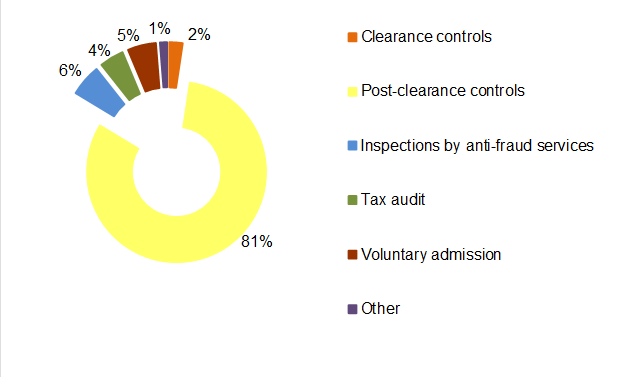 1%
2%
5%
4%
6%
81%
Clearance controls
Post-clearance controls
Inspections by anti-fraud services
Tax audit
Voluntary admission
Other